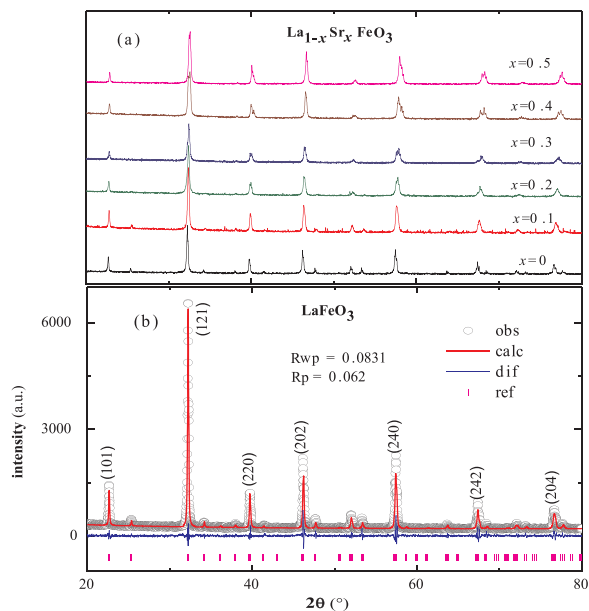 (a) La1-x Srx FeO3
x=0 . 5
x=0 . 4
x=0 . 3
x=0 . 2
x=0 .1
x=0
(b) LaFeO3
(101)
(121)
(220)
(202)
(240)
(242)
(204)
Rwp = 0.0831
Rp = 0.062
obs
calc
dif
ref
6000
3000
0
intensity (a.u.)
20 40 60 80
2θ (°)